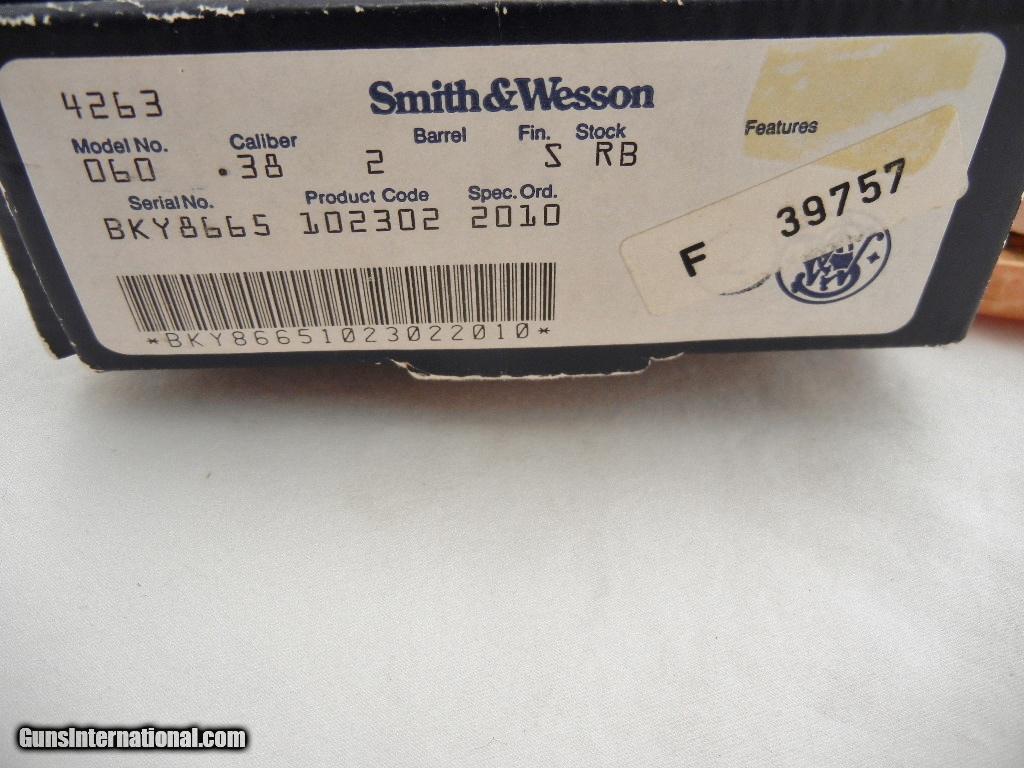 4263
Smith&Wesson
Model No. Caliber Barrel Fin. Stock Features
060 .38 2 S RB
Serial No. Product Code Spec. Ord.
BKY8665 102302 2010
F 39757
*BKY86651023022010*
GunsInternational.com